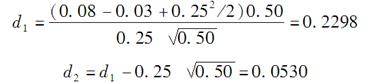 d₁ = (0.08 − 0.03 + 0.25²/2)0.50 / 0.25 √0.50 = 0.2298
d₂ = d₁ − 0.25 √0.50 = 0.0530